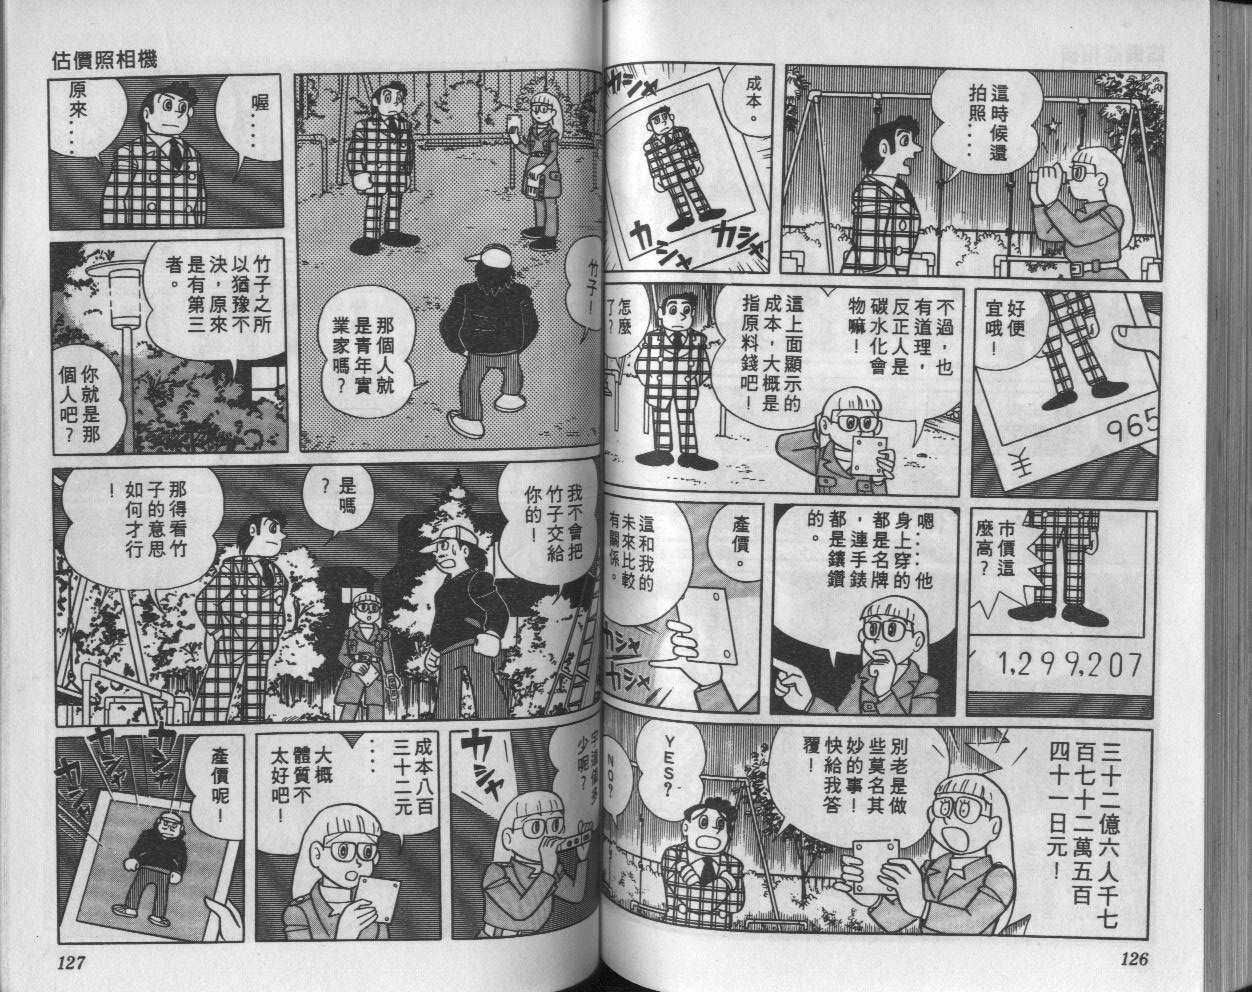 估價照相機
這時候還
拍照‥‥
成本。
カシャ
カシャ
カシャ
好便
宜哦！
965
羊
不過，也
有道理，
反正人是
碳水化會
物嘛！
這上面顯示的
成本，大概是
指原料錢吧！
怎麼
了？
市價這
麼高？
1,299,207
嗯‥‥他
身上穿的
都是名牌
，連手錶
都是鑲鑽
的。
產價。
這和我的
未來比較
有關係。
カシャ
カシャ
三十二億六人千七
百七十二萬五百
四十一日元！
別老是做
些莫名其
妙的事！
快給我答
覆！
YES？
NO？
126
竹子！
那個人就
是青年實
業家嗎？
喔‥‥
原來‥‥
竹子之所
以猶豫不
決，原來
是有第三
者。
你就是那
個人吧？
我不會把
竹子交給
你的！
是嗎
？
那得看竹
子的意思
如何才行
！
少呢？
カシャ
成本八百
三十二元
‥‥
大概
體質不
太好吧！
產價呢！
カシャ
カシャ
カシャ
127